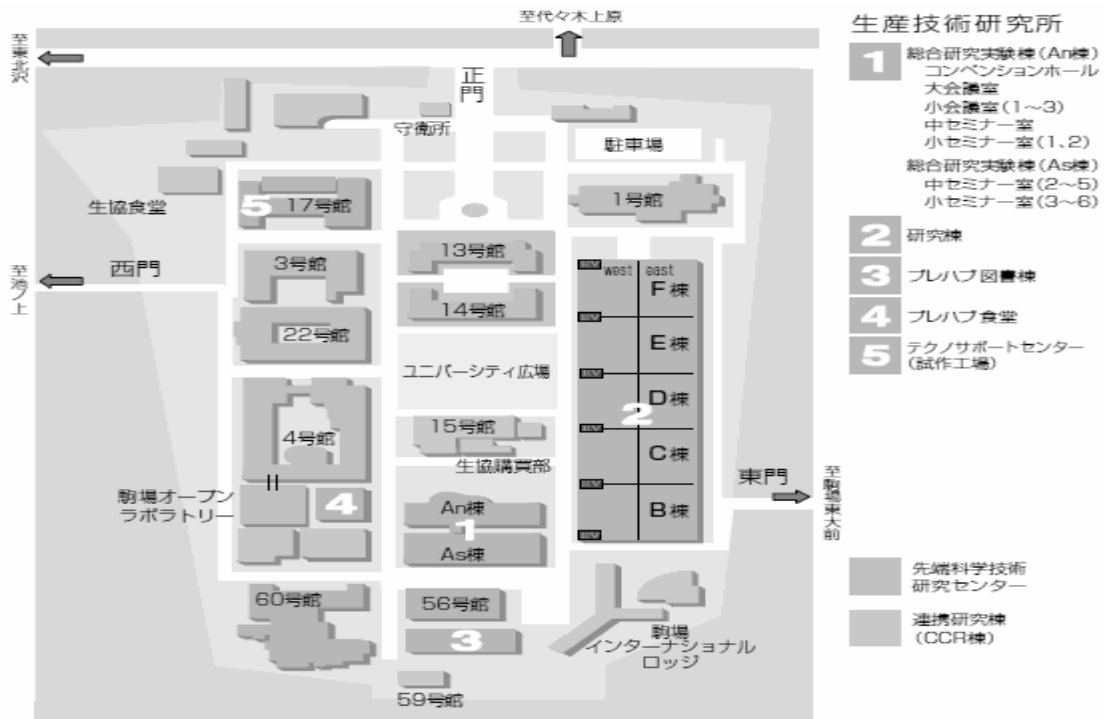 至代々木上原
至東北沢
正門
守衛所
駐車場
生協食堂
5 17号館
1号館
13号館
3号館
西門
至池ノ上
14号館
22号館
west east
F棟
E棟
D棟
2
C棟
B棟
ユニバーシティ広場
15号館
生協購買部
4号館
駒場オープン
ラボラトリー
4
An棟
1
As棟
東門
至駒場東大前
60号館
56号館
3
59号館
駒場
インターナショナル
ロッジ
生産技術研究所
1 総合研究実験棟(An棟)
コンベンションホール
大会議室
小会議室(1~3)
中セミナー室
小セミナー室(1、2)
総合研究実験棟(As棟)
中セミナー室(2~5)
小セミナー室(3~6)
2 研究棟
3 プレハブ図書棟
4 プレハブ食堂
5 テクノサポートセンター
(試作工場)
先端科学技術
研究センター
連携研究棟
(CCR棟)